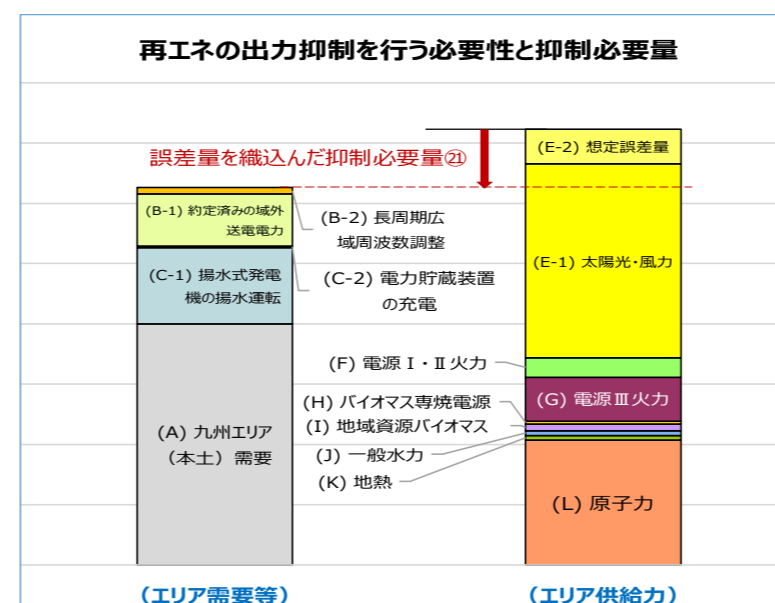 再エネの出力抑制を行う必要性と抑制必要量
誤差量を織込んだ抑制必要量㉑
(B-1) 約定済みの域外
送電電力
(B-2) 長周期広
域周波数調整
(C-1) 揚水式発電
機の揚水運転
(C-2) 電力貯蔵装置
の充電
(A) 九州エリア
（本土）需要
(E-2) 想定誤差量
(E-1) 太陽光・風力
(F) 電源Ⅰ・Ⅱ火力
(G) 電源Ⅲ火力
(H) バイオマス専焼電源
(I) 地域資源バイオマス
(J) 一般水力
(K) 地熱
(L) 原子力
（エリア需要等）
（エリア供給力）